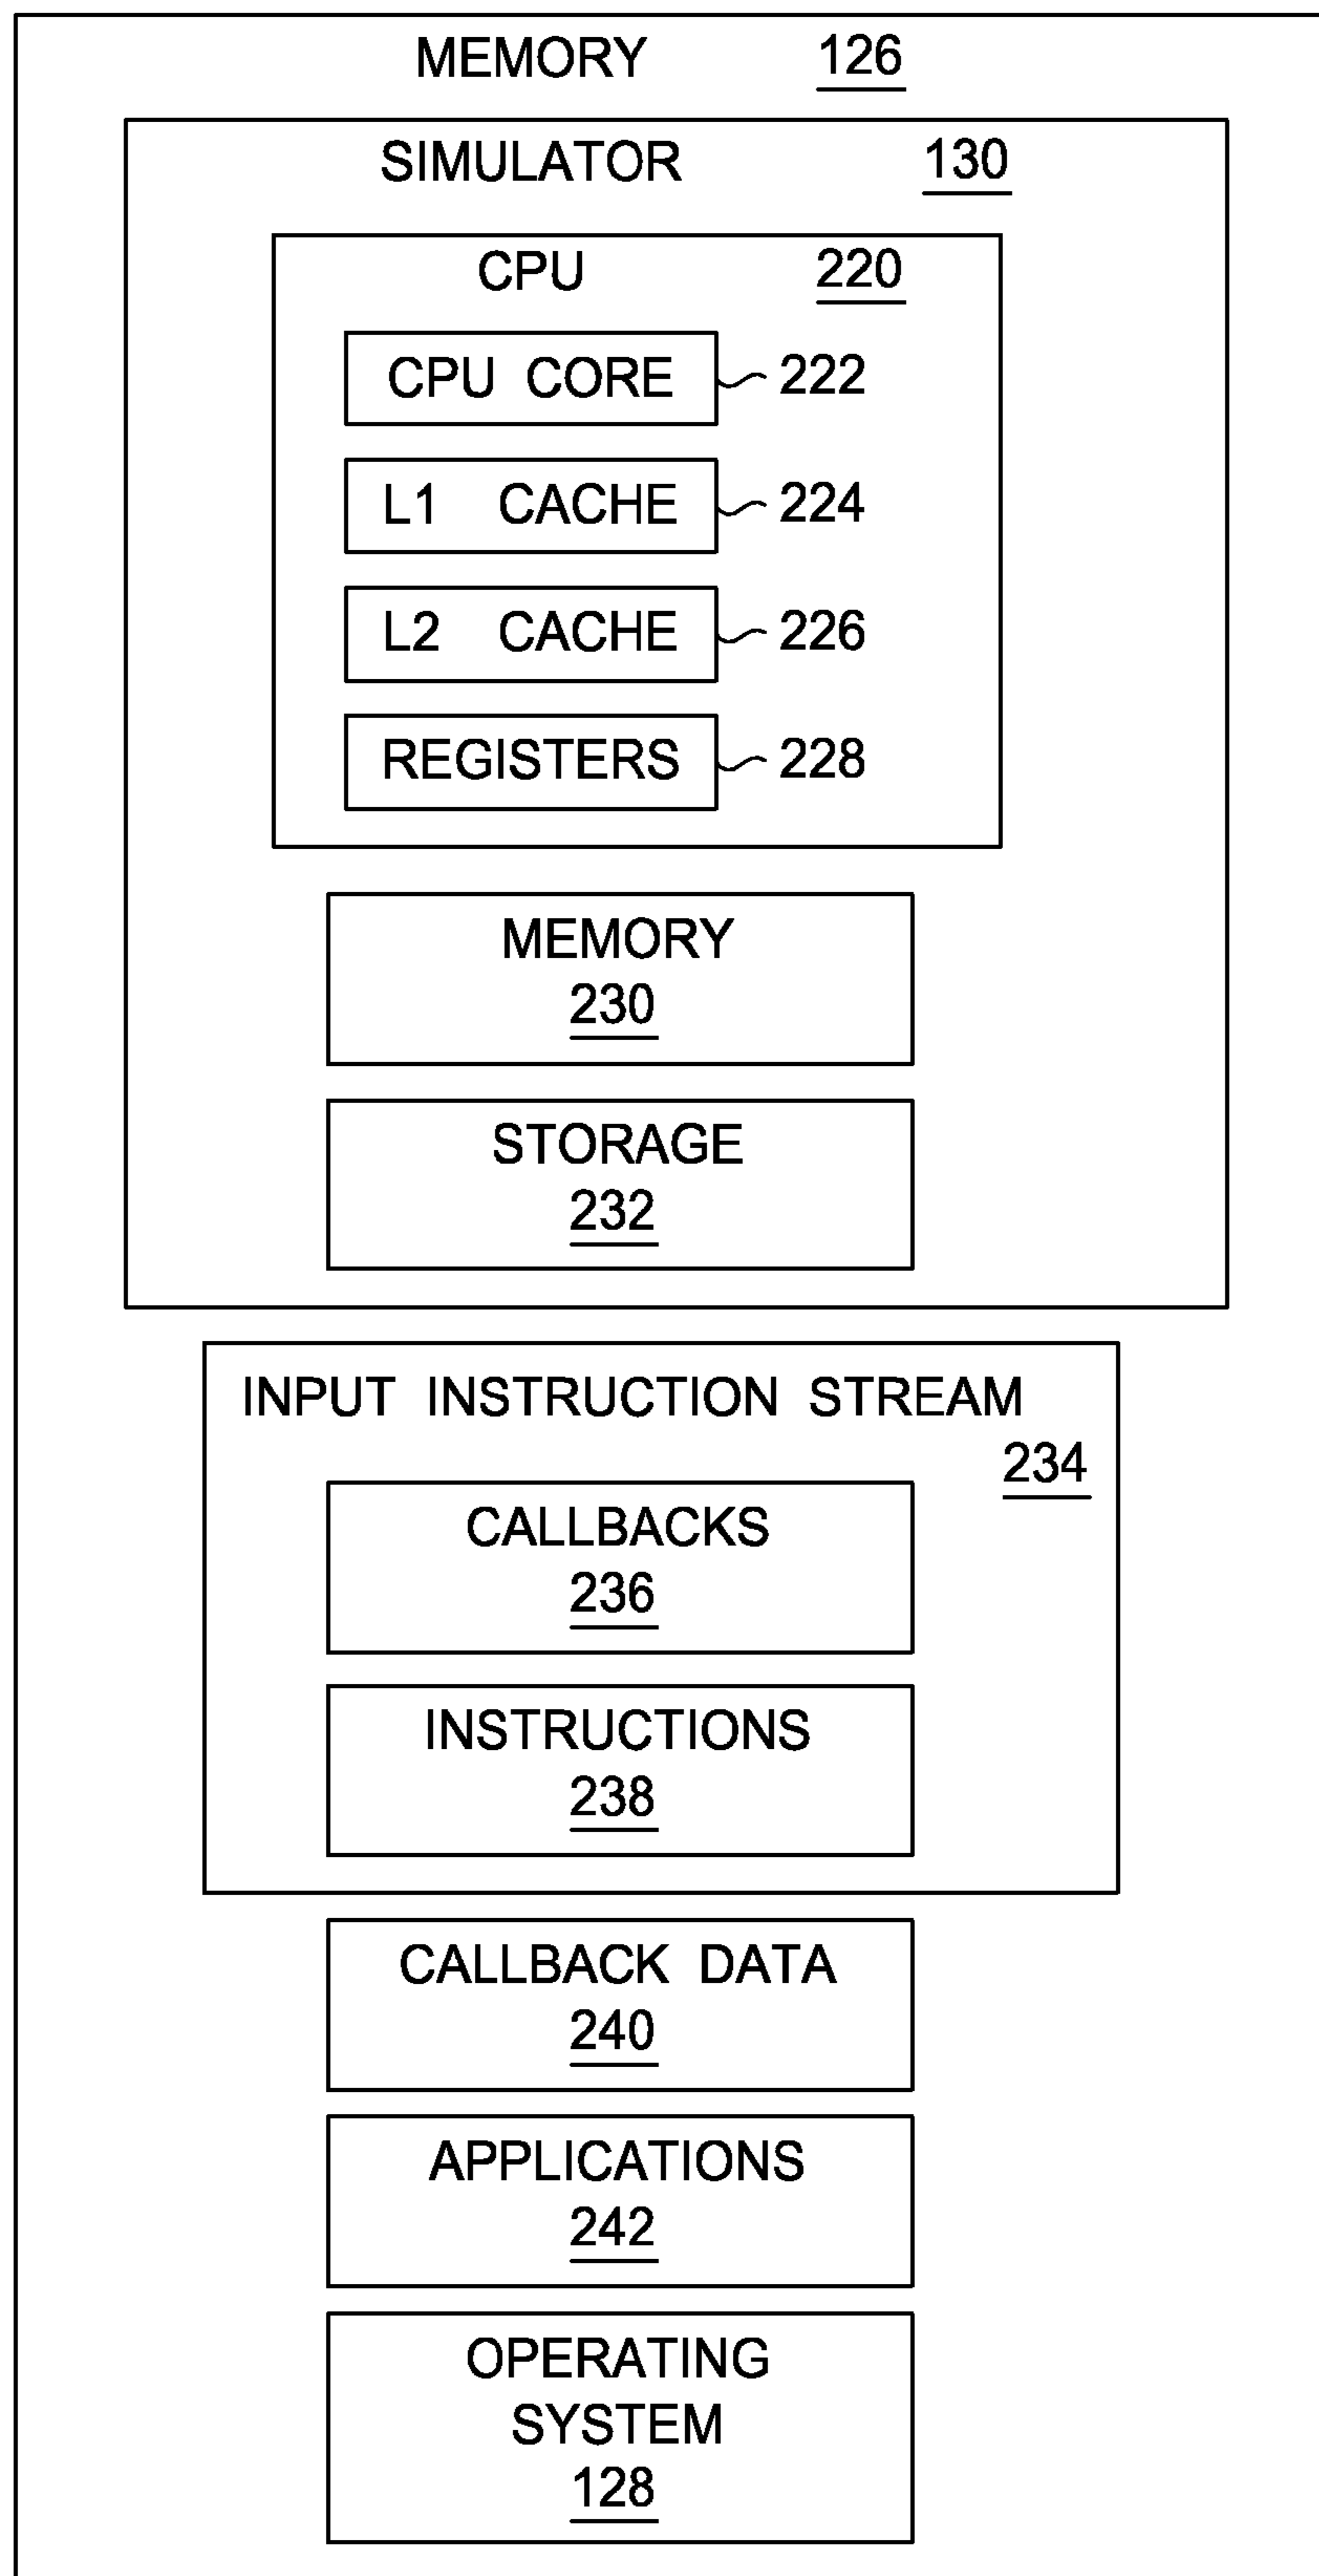 MEMORY 126
SIMULATOR 130
CPU 220
CPU CORE 222
L1 CACHE 224
L2 CACHE 226
REGISTERS 228
MEMORY
230
STORAGE
232
INPUT INSTRUCTION STREAM
234
CALLBACKS
236
INSTRUCTIONS
238
CALLBACK DATA
240
APPLICATIONS
242
OPERATING
SYSTEM
128